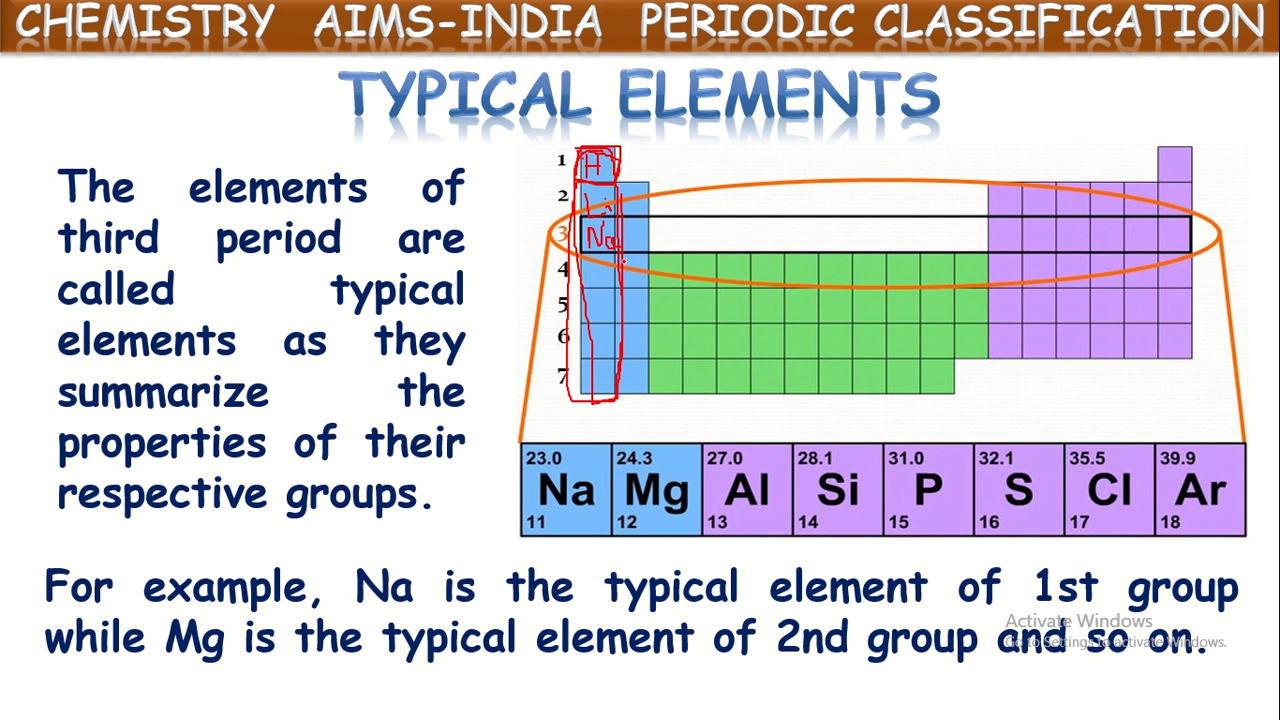 CHEMISTRY AIMS-INDIA PERIODIC CLASSIFICATION
TYPICAL ELEMENTS
The elements of
third period are
called typical
elements as they
summarize the
properties of their
respective groups.
1
2
3
4
5
6
7
H
Li
Na
23.0 24.3 27.0 28.1 31.0 32.1 35.5 39.9
Na Mg Al Si P S Cl Ar
11 12 13 14 15 16 17 18
For example, Na is the typical element of 1st group
while Mg is the typical element of 2nd group and so on.
Activate Windows
Go to Settings to activate Windows.